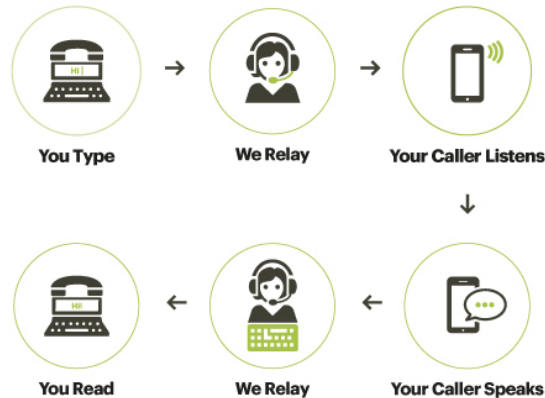 HI
You Type
We Relay
Your Caller Listens
HI!
You Read
We Relay
Your Caller Speaks